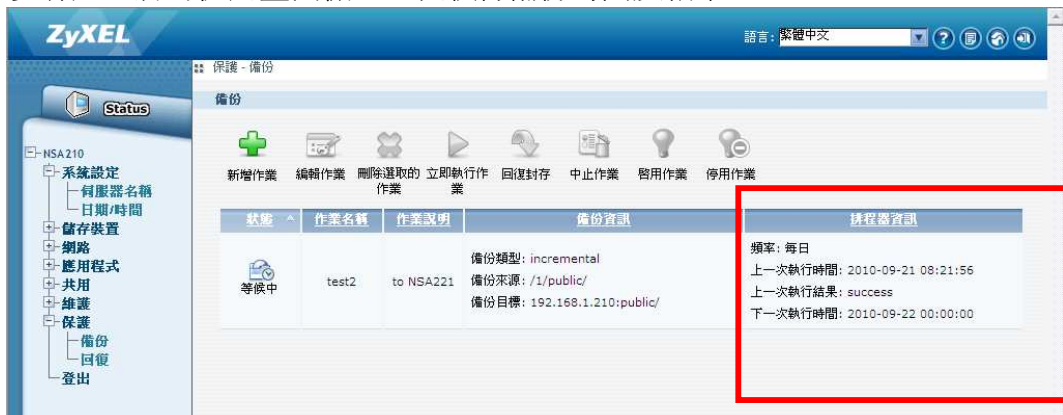 ZyXEL
語言: 繁體中文
保護 - 備份
Status
備份
新增作業 編輯作業 刪除選取的作業 立即執行作業 回復封存 中止作業 啓用作業 停用作業
NSA210
系統設定
伺服器名稱
日期/時間
儲存裝置
網路
應用程式
共用
維護
保護
備份
回復
登出
狀態 作業名稱 作業說明 備份資訊 排程器資訊
等候中
test2
to NSA221
備份類型: incremental
備份來源: /1/public/
備份目標: 192.168.1.210:public/
頻率: 每日
上一次執行時間: 2010-09-21 08:21:56
上一次執行結果: success
下一次執行時間: 2010-09-22 00:00:00